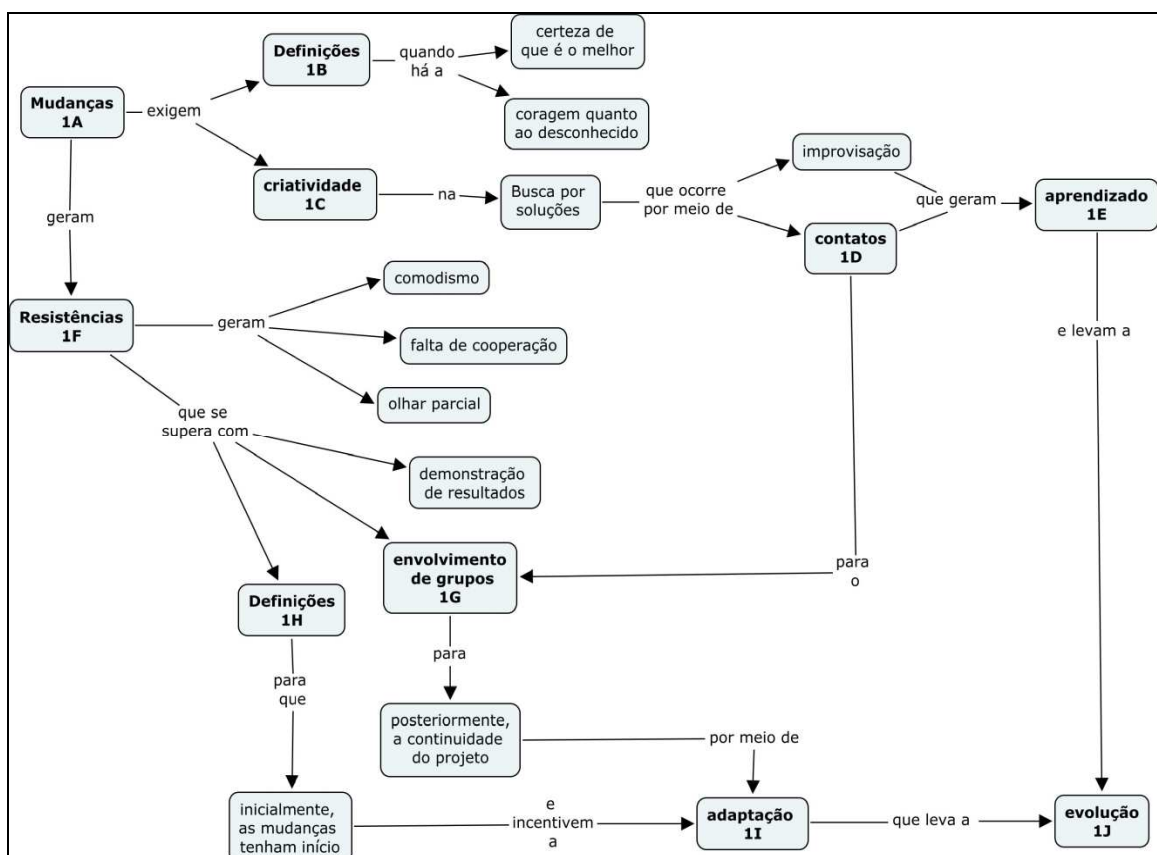 certeza de
que é o melhor
Definições
1B
quando
há a
Mudanças
1A
exigem
coragem quanto
ao desconhecido
improvisação
criatividade
1C
na
Busca por
soluções
que ocorre
por meio de
que geram
aprendizado
1E
contatos
1D
geram
comodismo
Resistências
1F
geram
falta de cooperação
e levam a
olhar parcial
que se
supera com
demonstração
de resultados
envolvimento
de grupos
1G
para
o
Definições
1H
para
para
que
posteriormente,
a continuidade
do projeto
por meio de
inicialmente,
as mudanças
tenham início
e
incentivem
a
adaptação
1I
que leva a
evolução
1J